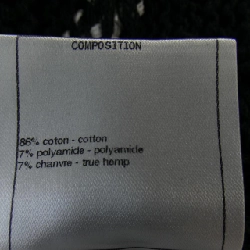 COMPOSITION
86% coton - cotton
7% polyamide - polyamide
7% chanvre - true hemp